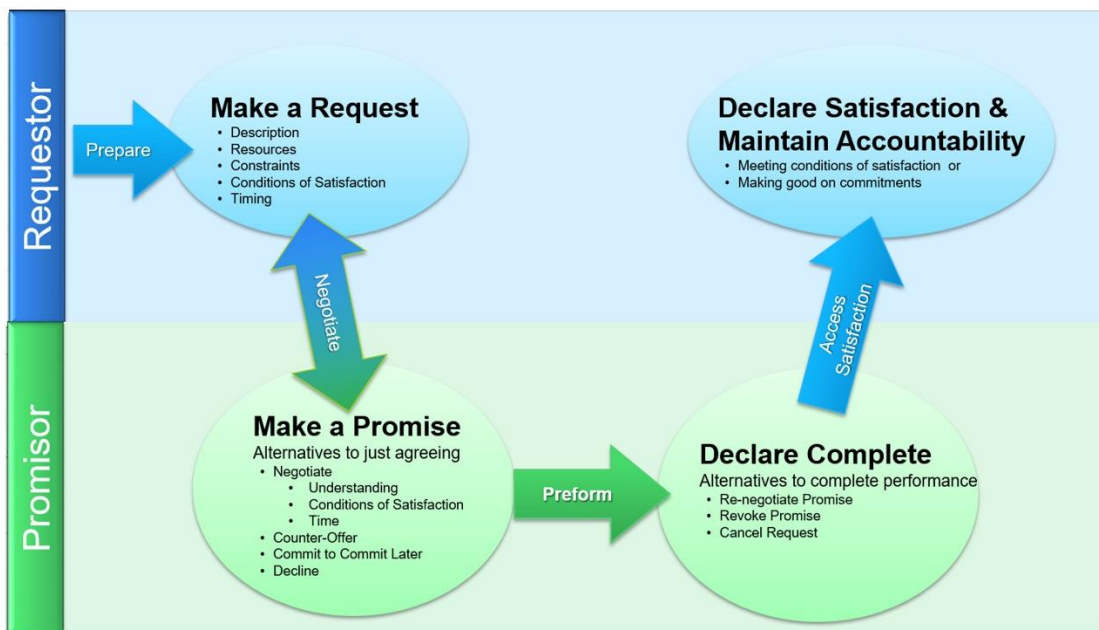 Requestor
Prepare
Make a Request
• Description
• Resources
• Constraints
• Conditions of Satisfaction
• Timing
Declare Satisfaction &
Maintain Accountability
• Meeting conditions of satisfaction or
• Making good on commitments
Negotiate
Access
Satisfaction
Promisor
Make a Promise
Alternatives to just agreeing
• Negotiate
• Understanding
• Conditions of Satisfaction
• Time
• Counter-Offer
• Commit to Commit Later
• Decline
Preform
Declare Complete
Alternatives to complete performance
• Re-negotiate Promise
• Revoke Promise
• Cancel Request